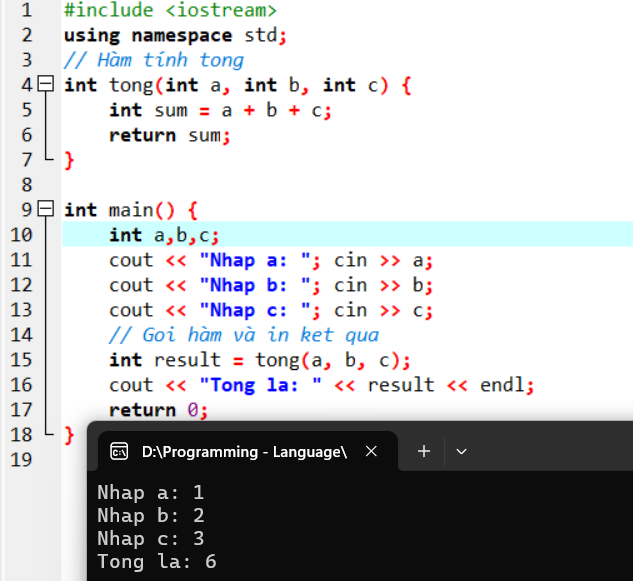 1 #include <iostream>
2 using namespace std;
3 // Hàm tính tong
4 int tong(int a, int b, int c) {
5     int sum = a + b + c;
6     return sum;
7 }
8
9 int main() {
10     int a,b,c;
11     cout << "Nhap a: "; cin >> a;
12     cout << "Nhap b: "; cin >> b;
13     cout << "Nhap c: "; cin >> c;
14     // Goi hàm và in ket qua
15     int result = tong(a, b, c);
16     cout << "Tong la: " << result << endl;
17     return 0;
18 }
19
D:\Programming - Language\
Nhap a: 1
Nhap b: 2
Nhap c: 3
Tong la: 6